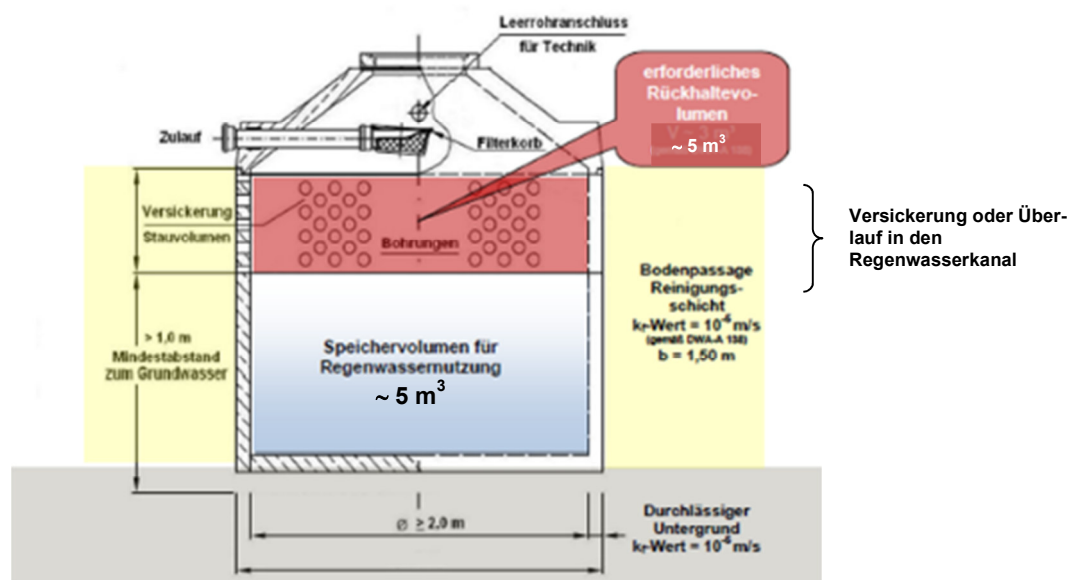 Leerrohranschluss
für Technik
erforderliches
Rückhaltevo-
lumen
~ 5 m³
Zulauf
Filterkorb
Versickerung
Stauvolumen
Bohrungen
Versickerung oder Über-
lauf in den
Regenwasserkanal
Bodenpassage
Reinigungs-
schicht
kf-Wert = 10⁻⁶ m/s
(gemäß DWA-A 138)
b = 1,50 m
> 1,0 m
Mindestabstand
zum Grundwasser
Speichervolumen für
Regenwassernutzung
~ 5 m³
Ø ≥ 2,0 m
Durchlässiger
Untergrund
kf-Wert = 10⁻⁶ m/s